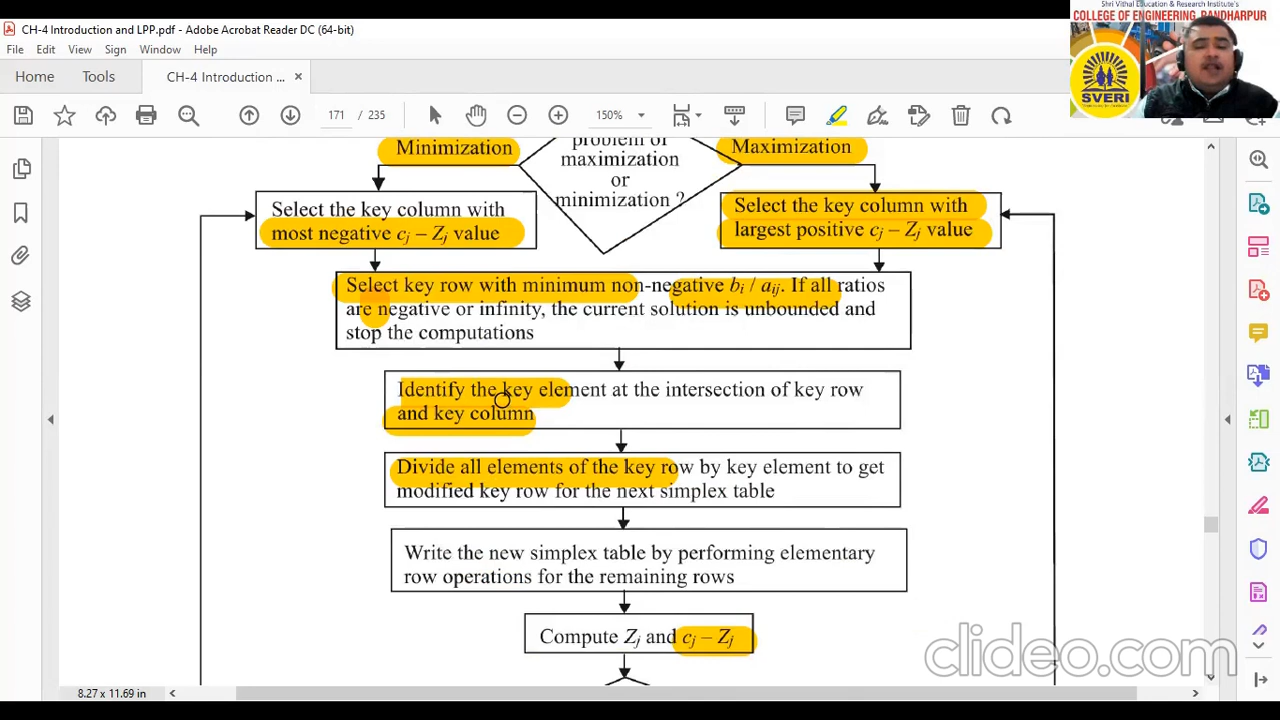 CH-4 Introduction and LPP.pdf - Adobe Acrobat Reader DC (64-bit)
File Edit View Sign Window Help
Home Tools CH-4 Introduction ... ×
171 / 23
150%
Shri Vithal Education & Research Institute's
COLLEGE OF ENGINEERING, PANDHARPUR
SVERI
Minimization
problem of
maximization
or
minimization ?
Maximization
Select the key column with
most negative cj – Zj value
Select the key column with
largest positive cj – Zj value
Select key row with minimum non-negative bi / aij. If all ratios
are negative or infinity, the current solution is unbounded and
stop the computations
Identify the key element at the intersection of key row
and key column
Divide all elements of the key row by key element to get
modified key row for the next simplex table
Write the new simplex table by performing elementary
row operations for the remaining rows
Compute Zj and cj – Zj
clideo.com
8.27 x 11.69 in